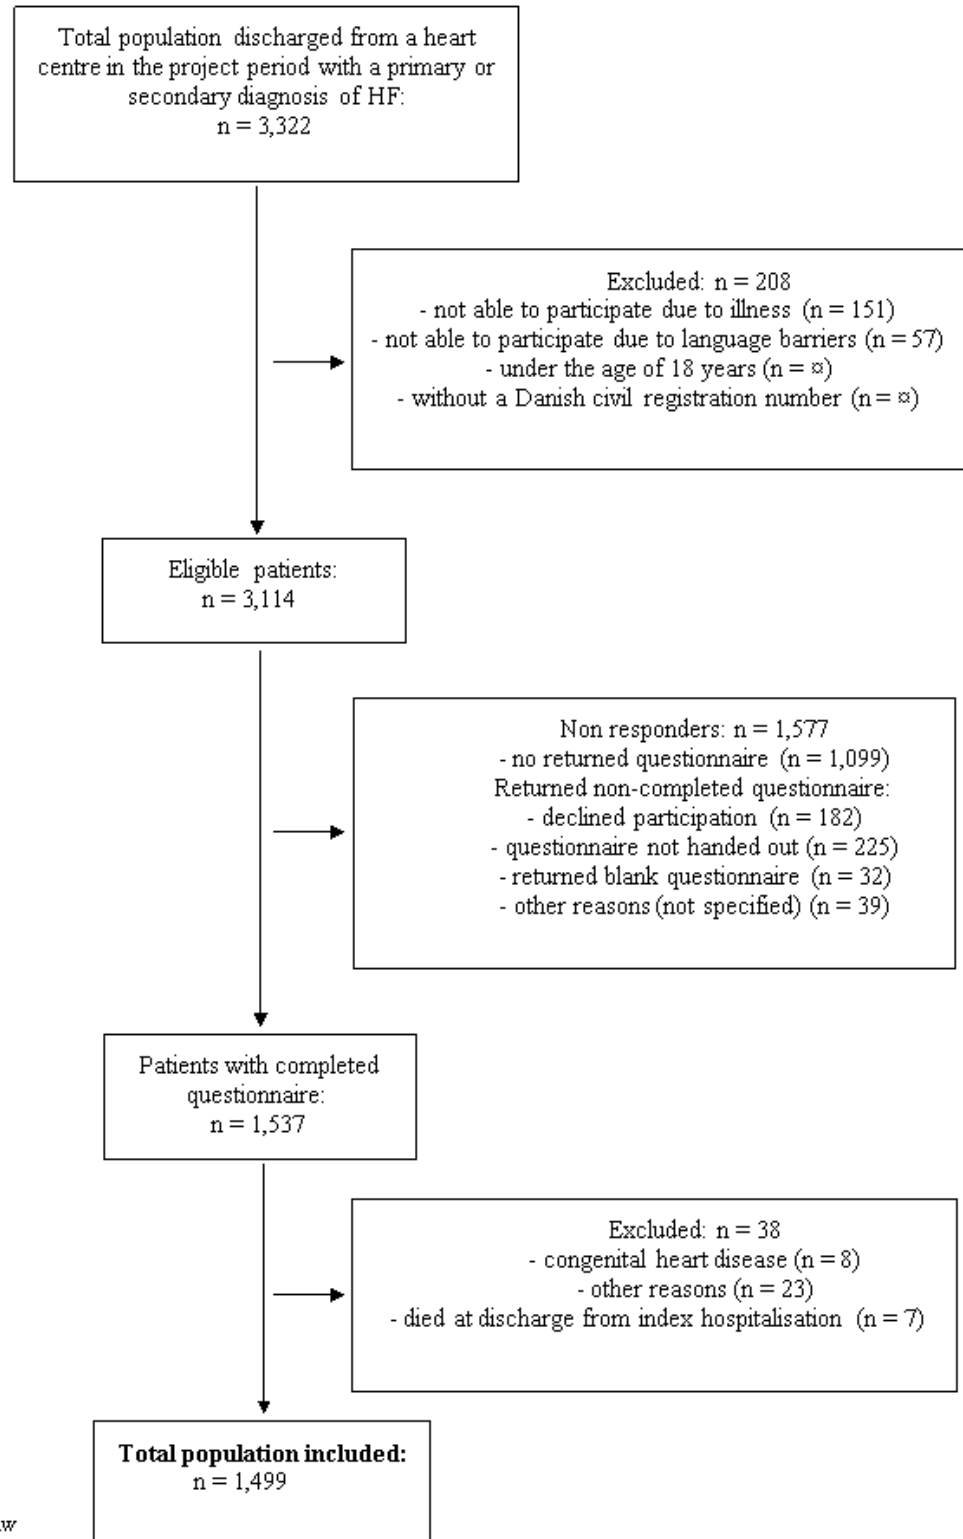 Total population discharged from a heart
centre in the project period with a primary or
secondary diagnosis of HF:
n = 3,322
Excluded: n = 208
- not able to participate due to illness (n = 151)
- not able to participate due to language barriers (n = 57)
- under the age of 18 years (n = ¤)
- without a Danish civil registration number (n = ¤)
Eligible patients:
n = 3,114
Non responders: n = 1,577
- no returned questionnaire (n = 1,099)
Returned non-completed questionnaire:
- declined participation (n = 182)
- questionnaire not handed out (n = 225)
- returned blank questionnaire (n = 32)
- other reasons (not specified) (n = 39)
Patients with completed
questionnaire:
n = 1,537
Excluded: n = 38
- congenital heart disease (n = 8)
- other reasons (n = 23)
- died at discharge from index hospitalisation (n = 7)
Total population included:
n = 1,499